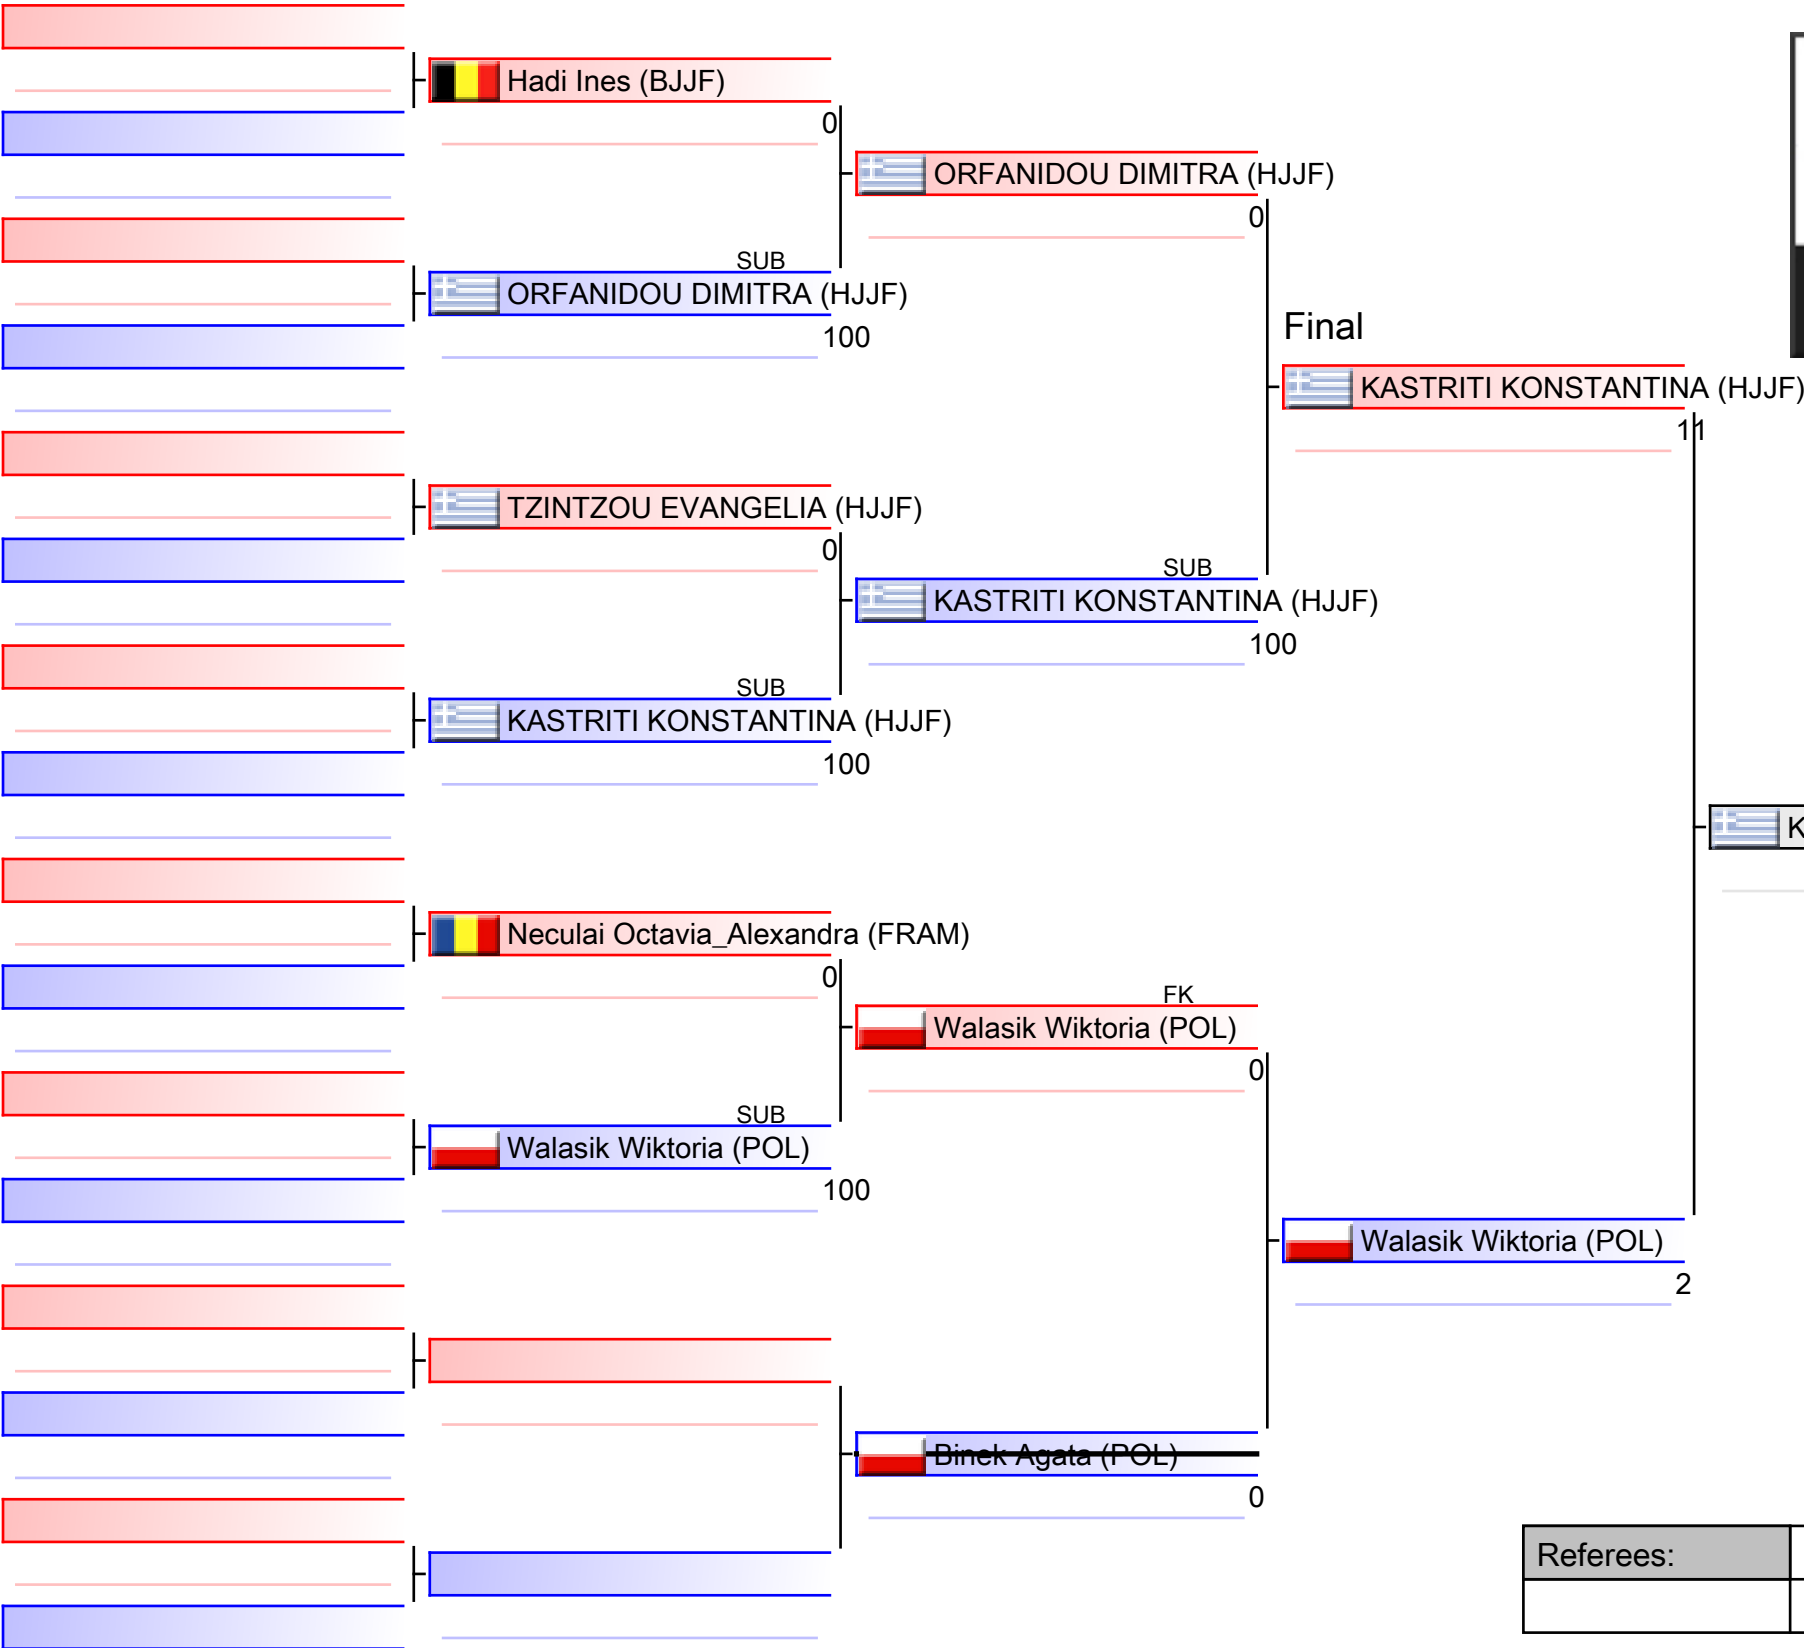 Hadi Ines (BJJF)
0
SUB
ORFANIDOU DIMITRA (HJJF)
100
TZINTZOU EVANGELIA (HJJF)
0
SUB
KASTRITI KONSTANTINA (HJJF)
100
Neculai Octavia_Alexandra (FRAM)
0
SUB
Walasik Wiktoria (POL)
100
ORFANIDOU DIMITRA (HJJF)
0
SUB
KASTRITI KONSTANTINA (HJJF)
100
FK
Walasik Wiktoria (POL)
0
Binek Agata (POL)
0
Final
KASTRITI KONSTANTINA (HJJF)
11
Walasik Wiktoria (POL)
2
K
Referees: